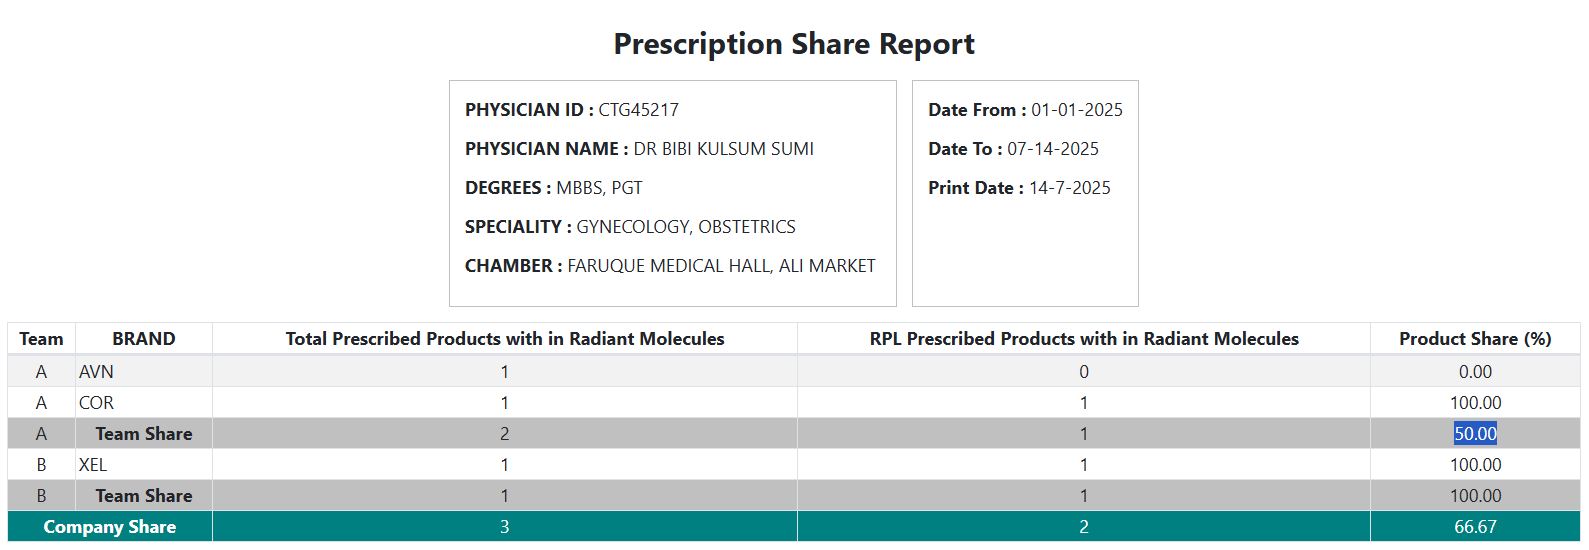 Prescription Share Report
PHYSICIAN ID : CTG45217
PHYSICIAN NAME : DR BIBI KULSUM SUMI
DEGREES : MBBS, PGT
SPECIALITY : GYNECOLOGY, OBSTETRICS
CHAMBER : FARUQUE MEDICAL HALL, ALI MARKET
Date From : 01-01-2025
Date To : 07-14-2025
Print Date : 14-7-2025
Team BRAND Total Prescribed Products with in Radiant Molecules RPL Prescribed Products with in Radiant Molecules Product Share (%)
A AVN 1 0 0.00
A COR 1 1 100.00
A Team Share 2 1 50.00
B XEL 1 1 100.00
B Team Share 1 1 100.00
Company Share 3 2 66.67